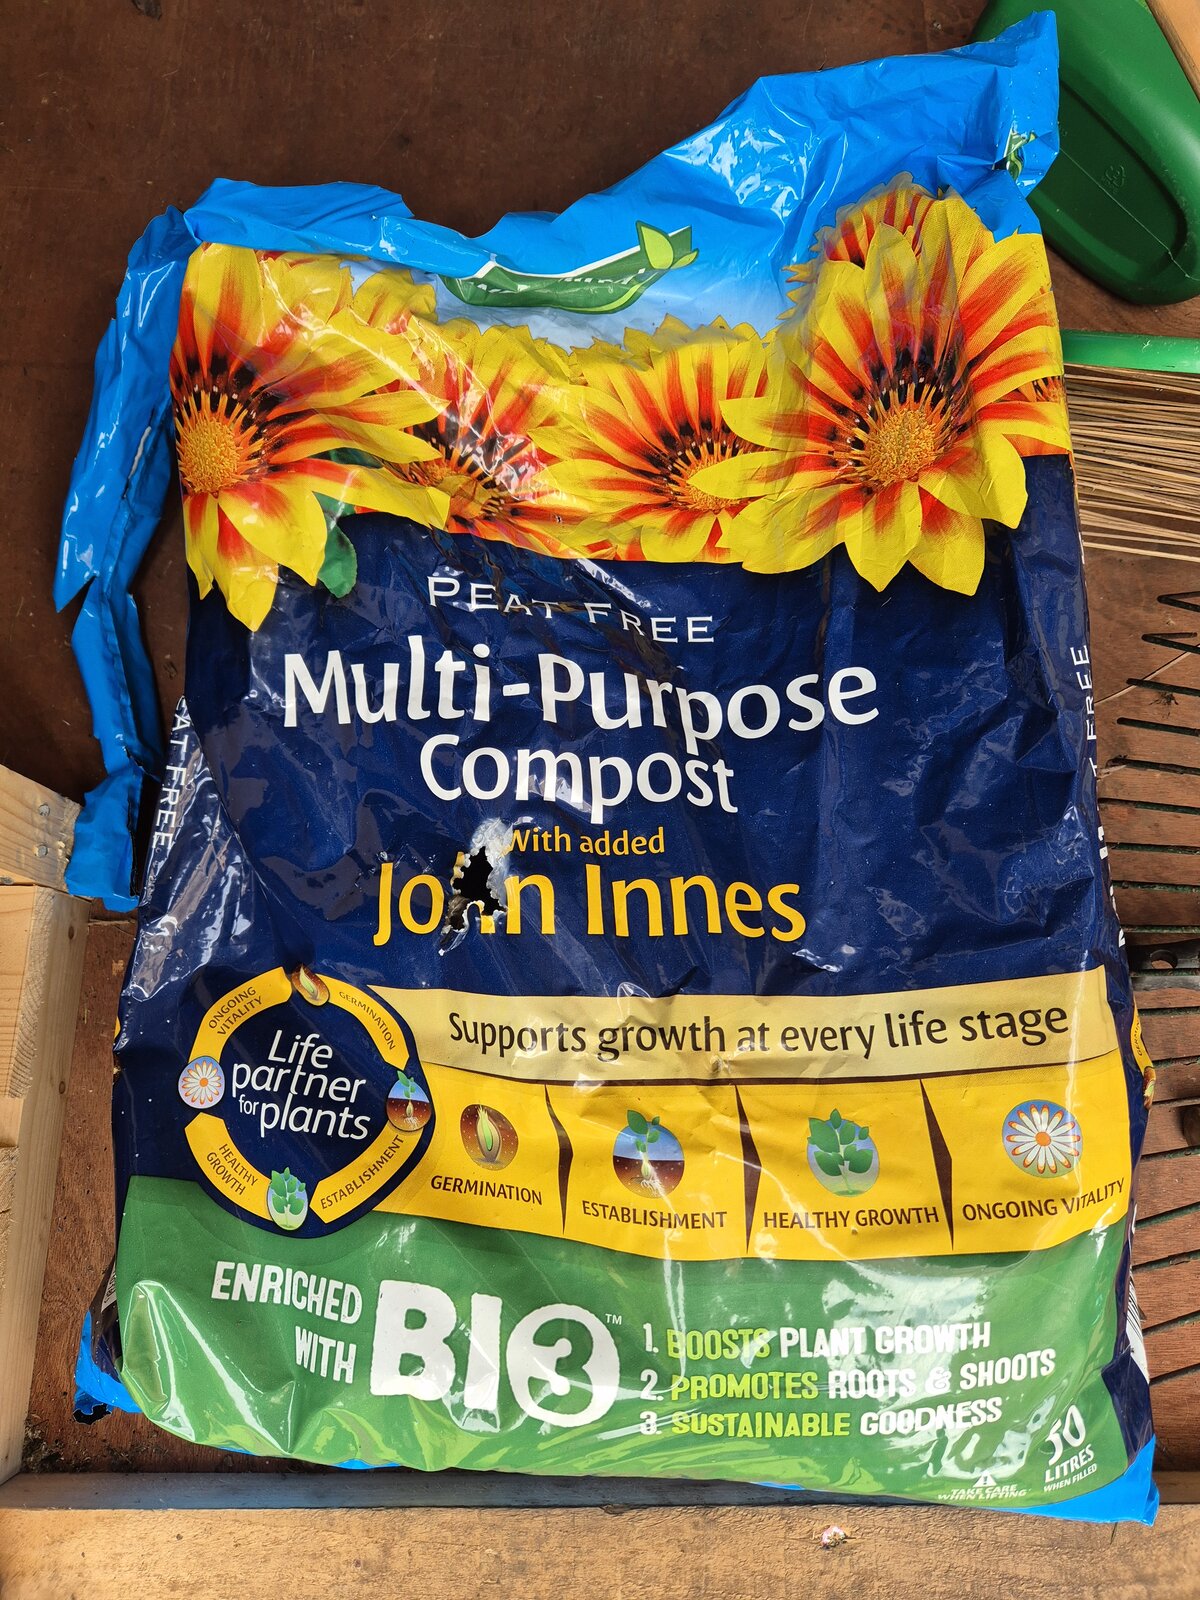 PEAT FREE
Multi-Purpose
Compost
with added
John Innes
Supports growth at every life stage
Life
partner
for plants
ONGOING
VITALITY
GERMINATION
ESTABLISHMENT
HEALTHY
GROWTH
GERMINATION
ESTABLISHMENT
HEALTHY GROWTH
ONGOING VITALITY
ENRICHED
WITH
BI3™
1. BOOSTS PLANT GROWTH
2. PROMOTES ROOTS & SHOOTS
3. SUSTAINABLE GOODNESS
TAKE CARE
WHEN LIFTING
50
LITRES
WHEN FILLED
FREE